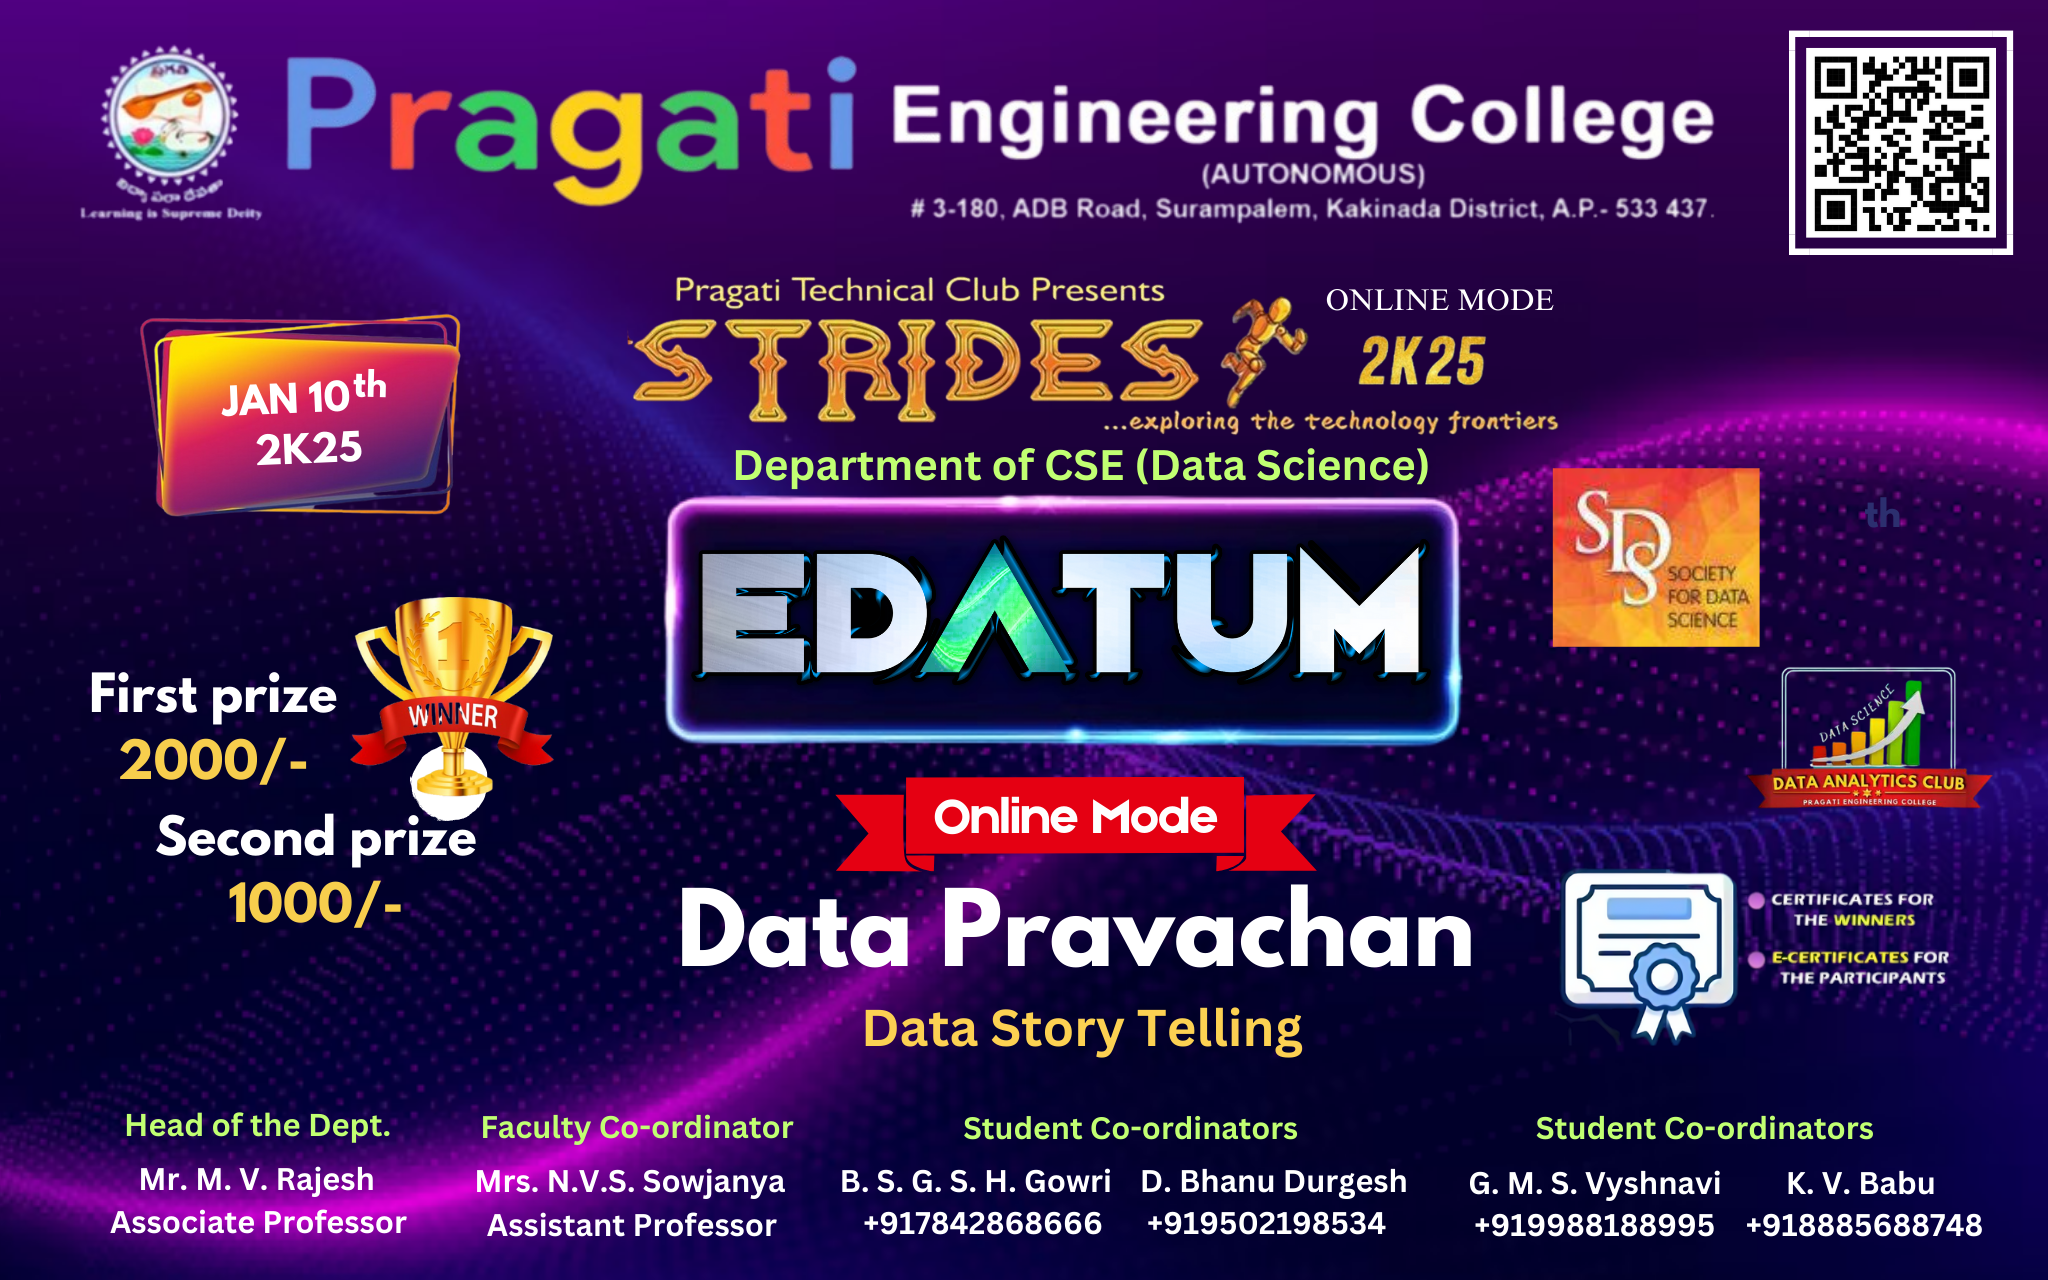 ప్రగతి
విద్యా పరా దేవతా
Learning is Supreme Deity
Pragati Engineering College
(AUTONOMOUS)
# 3-180, ADB Road, Surampalem, Kakinada District, A.P.- 533 437.
Pragati Technical Club Presents
ONLINE MODE
STRIDES
2K25
...exploring the technology frontiers
JAN 10th
2K25
Department of CSE (Data Science)
EDATUM
SDS
SOCIETY
FOR DATA
SCIENCE
th
First prize
2000/-
1
WINNER
Second prize
1000/-
DATA SCIENCE
DATA ANALYTICS CLUB
PRAGATI ENGINEERING COLLEGE
Online Mode
Data Pravachan
Data Story Telling
CERTIFICATES FOR
THE WINNERS
E-CERTIFICATES FOR
THE PARTICIPANTS
Head of the Dept.
Mr. M. V. Rajesh
Associate Professor
Faculty Co-ordinator
Mrs. N.V.S. Sowjanya
Assistant Professor
Student Co-ordinators
B. S. G. S. H. Gowri D. Bhanu Durgesh
+917842868666 +919502198534
Student Co-ordinators
G. M. S. Vyshnavi K. V. Babu
+919988188995 +918885688748